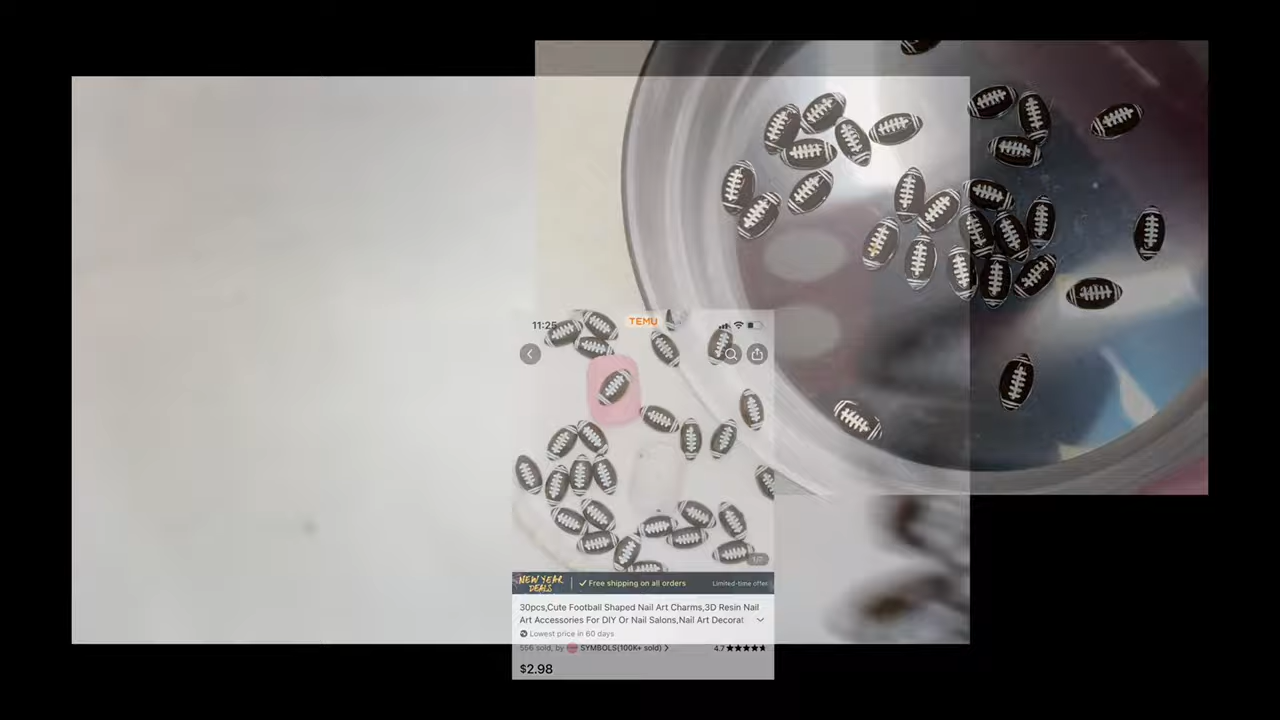 11:25
TEMU
NEW YEAR DEALS
✓ Free shipping on all orders
Limited-time offer
30pcs,Cute Football Shaped Nail Art Charms,3D Resin Nail
Art Accessories For DIY Or Nail Salons,Nail Art Decorat
Lowest price in 60 days
556 sold, by SYMBOLS(100K+ sold) >
4.7 ★★★★★
$2.98